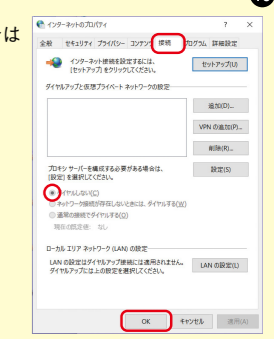 は
インターネットのプロパティ
全般 セキュリティ プライバシー コンテンツ 接続 プログラム 詳細設定
インターネット接続を設定するには、
[セットアップ] をクリックしてください。
セットアップ(U)
ダイヤルアップと仮想プライベート ネットワークの設定
追加(D)...
VPN の追加(P)...
削除(R)...
プロキシ サーバーを構成する必要がある場合は、
[設定] を選択してください。
設定(S)
ダイヤルしない(C)
ネットワーク接続が存在しないときには、ダイヤルする(W)
通常の接続でダイヤルする(O)
現在の既定値: なし
ローカル エリア ネットワーク (LAN) の設定
LAN の設定はダイヤルアップ接続には適用されません。
ダイヤルアップには上の設定を選択してください。
LAN の設定(L)
OK キャンセル 適用(A)